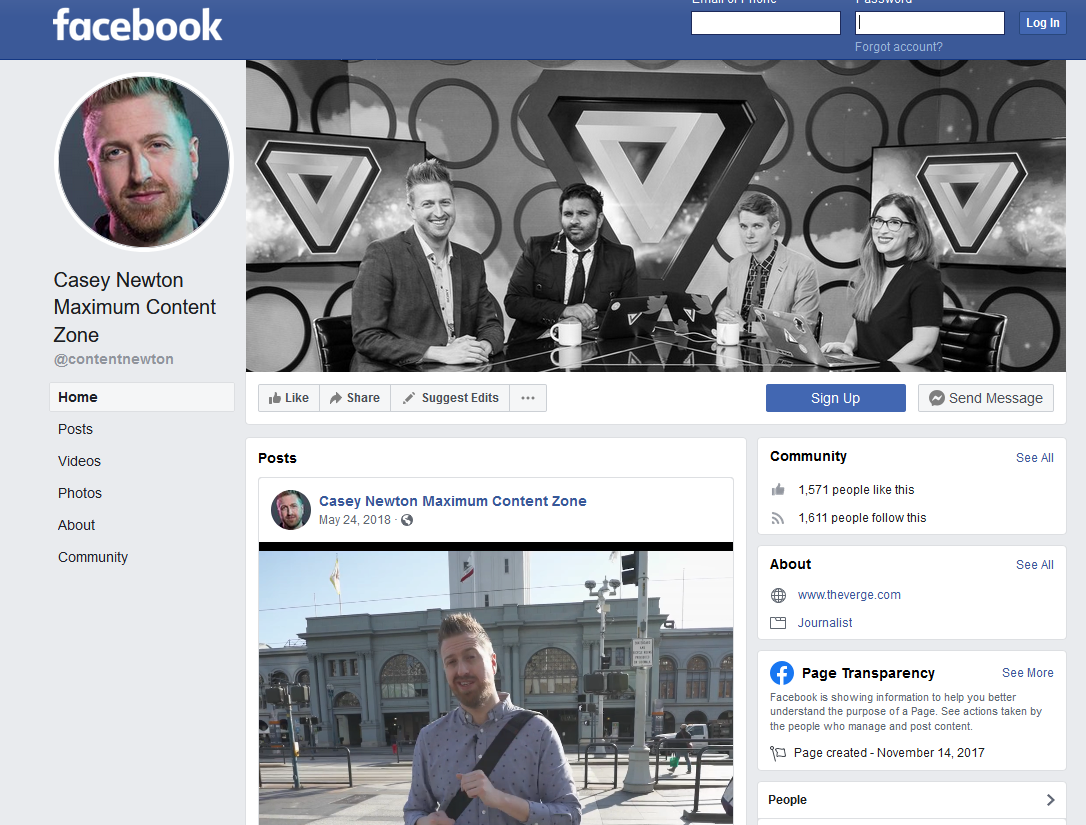 facebook
Email or Phone
Password
Log In
Forgot account?
Casey Newton
Maximum Content
Zone
@contentnewton
Home
Posts
Videos
Photos
About
Community
Like
Share
Suggest Edits
Sign Up
Send Message
Posts
Casey Newton Maximum Content Zone
May 24, 2018 ·
Community
See All
1,571 people like this
1,611 people follow this
About
See All
www.theverge.com
Journalist
Page Transparency
See More
Facebook is showing information to help you better
understand the purpose of a Page. See actions taken by
the people who manage and post content.
Page created - November 14, 2017
People